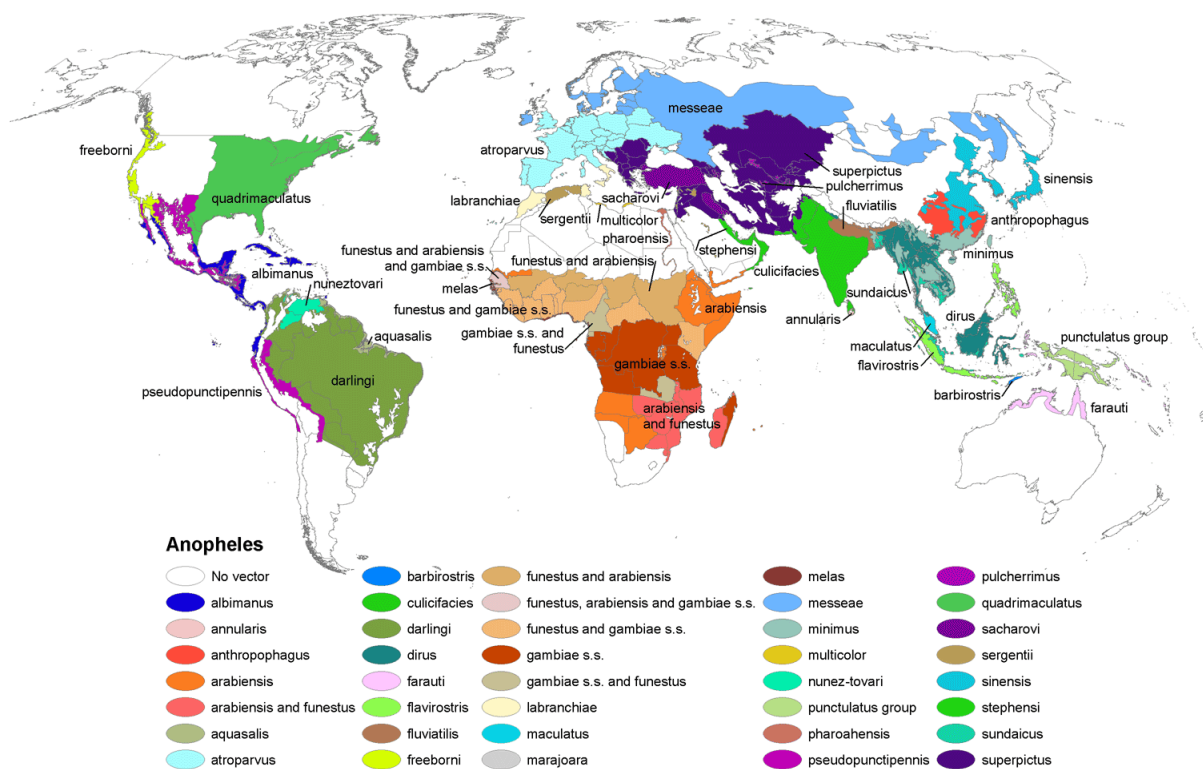 messeae
freeborni
atroparvus
superpictus
pulcherrimus
sinensis
quadrimaculatus
labranchiae
sacharovi
fluviatilis
sergentii
multicolor
anthropophagus
pharoensis
stephensi
minimus
funestus and arabiensis
and gambiae s.s.
funestus and arabiensis
albimanus
nuneztovari
culicifacies
melas
sundaicus
arabiensis
funestus and gambiae s.s.
annularis
dirus
gambiae s.s. and
funestus
aquasalis
maculatus
punctulatus group
flavirostris
gambiae s.s.
darlingi
pseudopunctipennis
barbirostris
farauti
arabiensis
and funestus
Anopheles
No vector
albimanus
annularis
anthropophagus
arabiensis
arabiensis and funestus
aquasalis
atroparvus
barbirostris
culicifacies
darlingi
dirus
farauti
flavirostris
fluviatilis
freeborni
funestus and arabiensis
funestus, arabiensis and gambiae s.s.
funestus and gambiae s.s.
gambiae s.s.
gambiae s.s. and funestus
labranchiae
maculatus
marajoara
melas
messeae
minimus
multicolor
nunez-tovari
punctulatus group
pharoahensis
pseudopunctipennis
pulcherrimus
quadrimaculatus
sacharovi
sergentii
sinensis
stephensi
sundaicus
superpictus